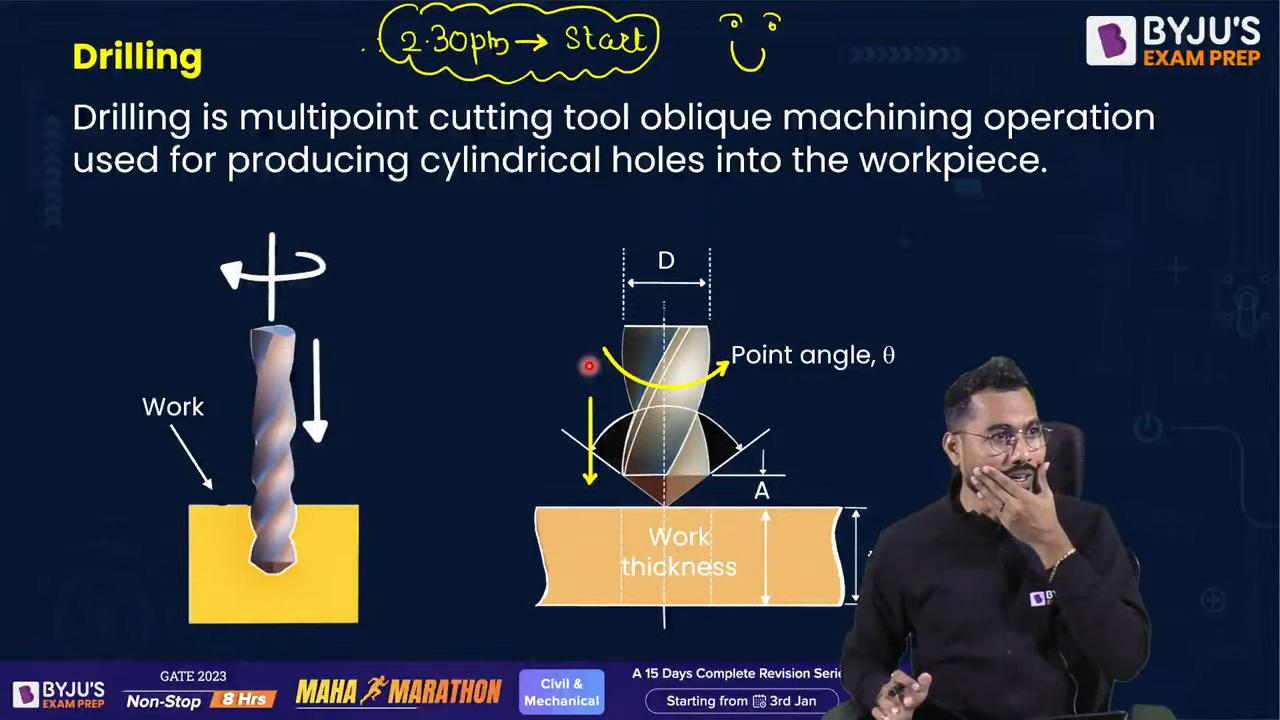 2.30pm → Start
BYJU'S
EXAM PREP
Drilling
Drilling is multipoint cutting tool oblique machining operation
used for producing cylindrical holes into the workpiece.
D
Point angle, θ
Work
A
Work
thickness
BYJU'S
EXAM PREP
GATE 2023
Non-Stop 8 Hrs
MAHA MARATHON
Civil &
Mechanical
A 15 Days Complete Revision Serie
Starting from 3rd Jan